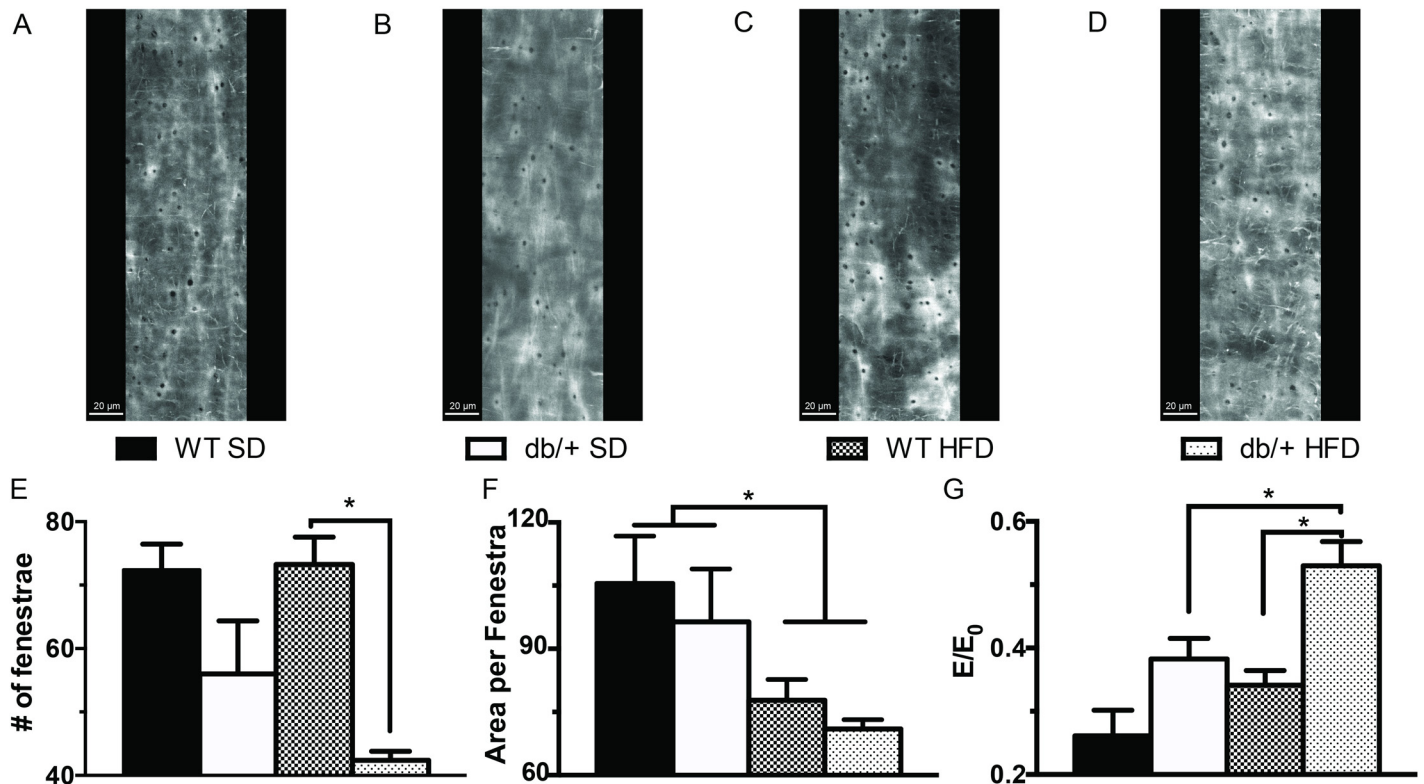 A
B
C
D
20 µm
20 µm
20 µm
20 µm
WT SD
db/+ SD
WT HFD
db/+ HFD
E
# of fenestrae
80
60
40
*
F
Area per Fenestra
120
90
60
*
G
E/E0
0.6
0.4
0.2
*
*